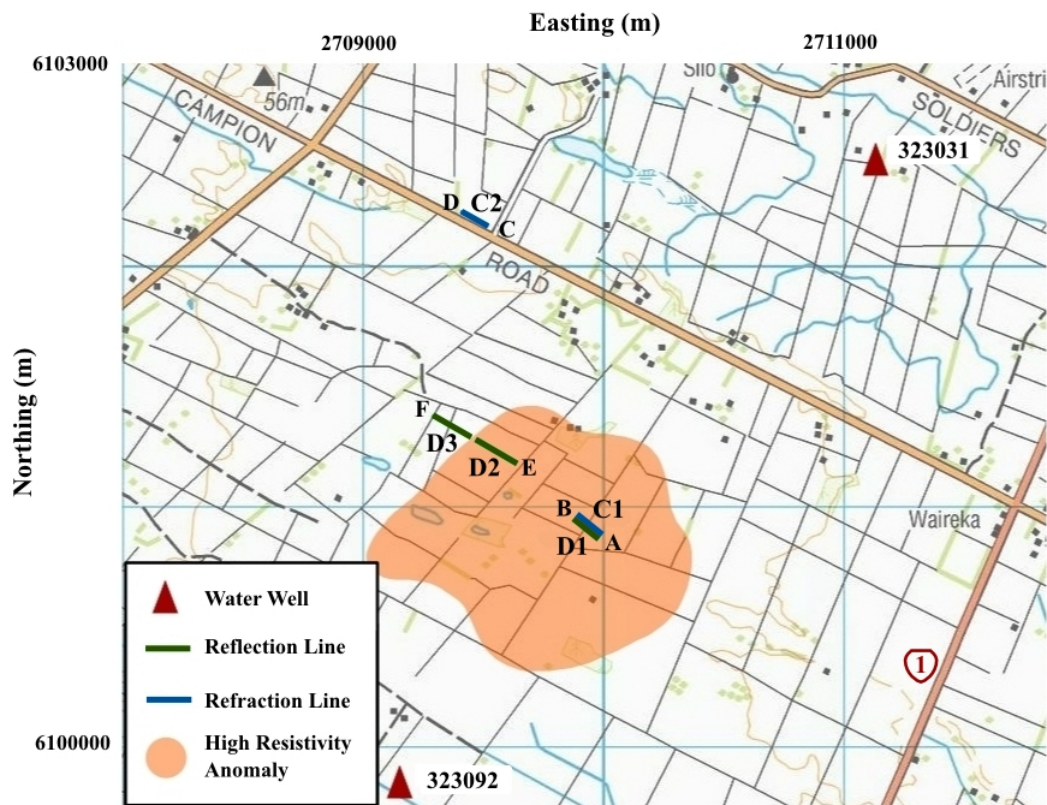 Easting (m)
2709000
2711000
6103000
Silo
Airstri
56m
CAMPION
SOLDIERS
323031
D C2
C
ROAD
Northing (m)
F
D3
D2 E
B C1
D1 A
Waireka
Water Well
Reflection Line
Refraction Line
High Resistivity
Anomaly
1
6100000
323092